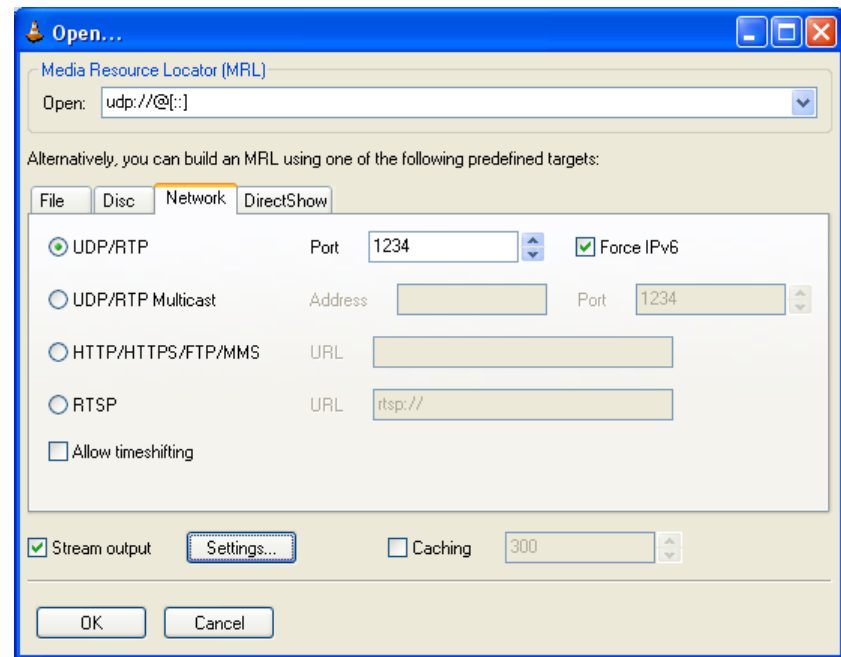 Open...
Media Resource Locator (MRL)
Open: udp://@[::]
Alternatively, you can build an MRL using one of the following predefined targets:
File Disc Network DirectShow
UDP/RTP Port 1234 Force IPv6
UDP/RTP Multicast Address Port 1234
HTTP/HTTPS/FTP/MMS URL
RTSP URL rtsp://
Allow timeshifting
Stream output Settings... Caching 300
OK Cancel